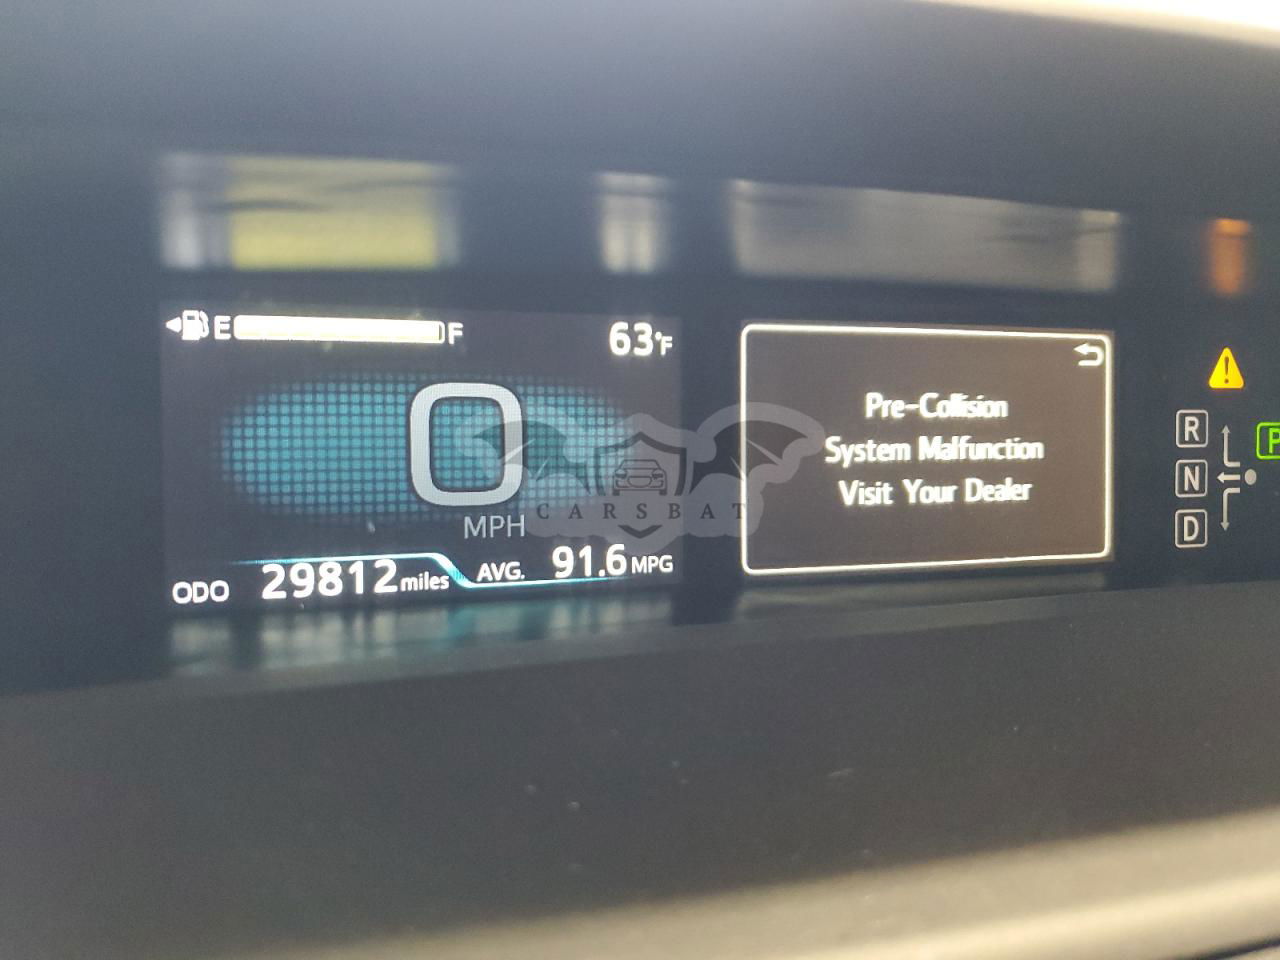 E F
63°F
0
MPH
ODO 29812 miles
AVG. 91.6 MPG
Pre-Collision
System Malfunction
Visit Your Dealer
!
R
N
D
P
CARSBAT